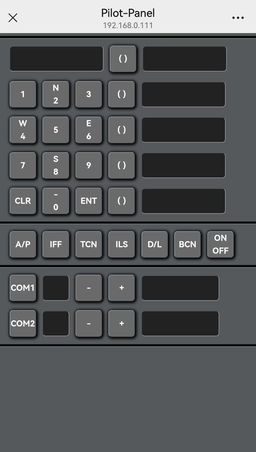 Pilot-Panel
192.168.0.111
( )
1 N 3 ( )
2
W 5 E ( )
4 6
7 S 9 ( )
8
CLR - ENT ( )
0
A/P IFF TCN ILS D/L BCN ON
OFF
COM1 - +
COM2 - +